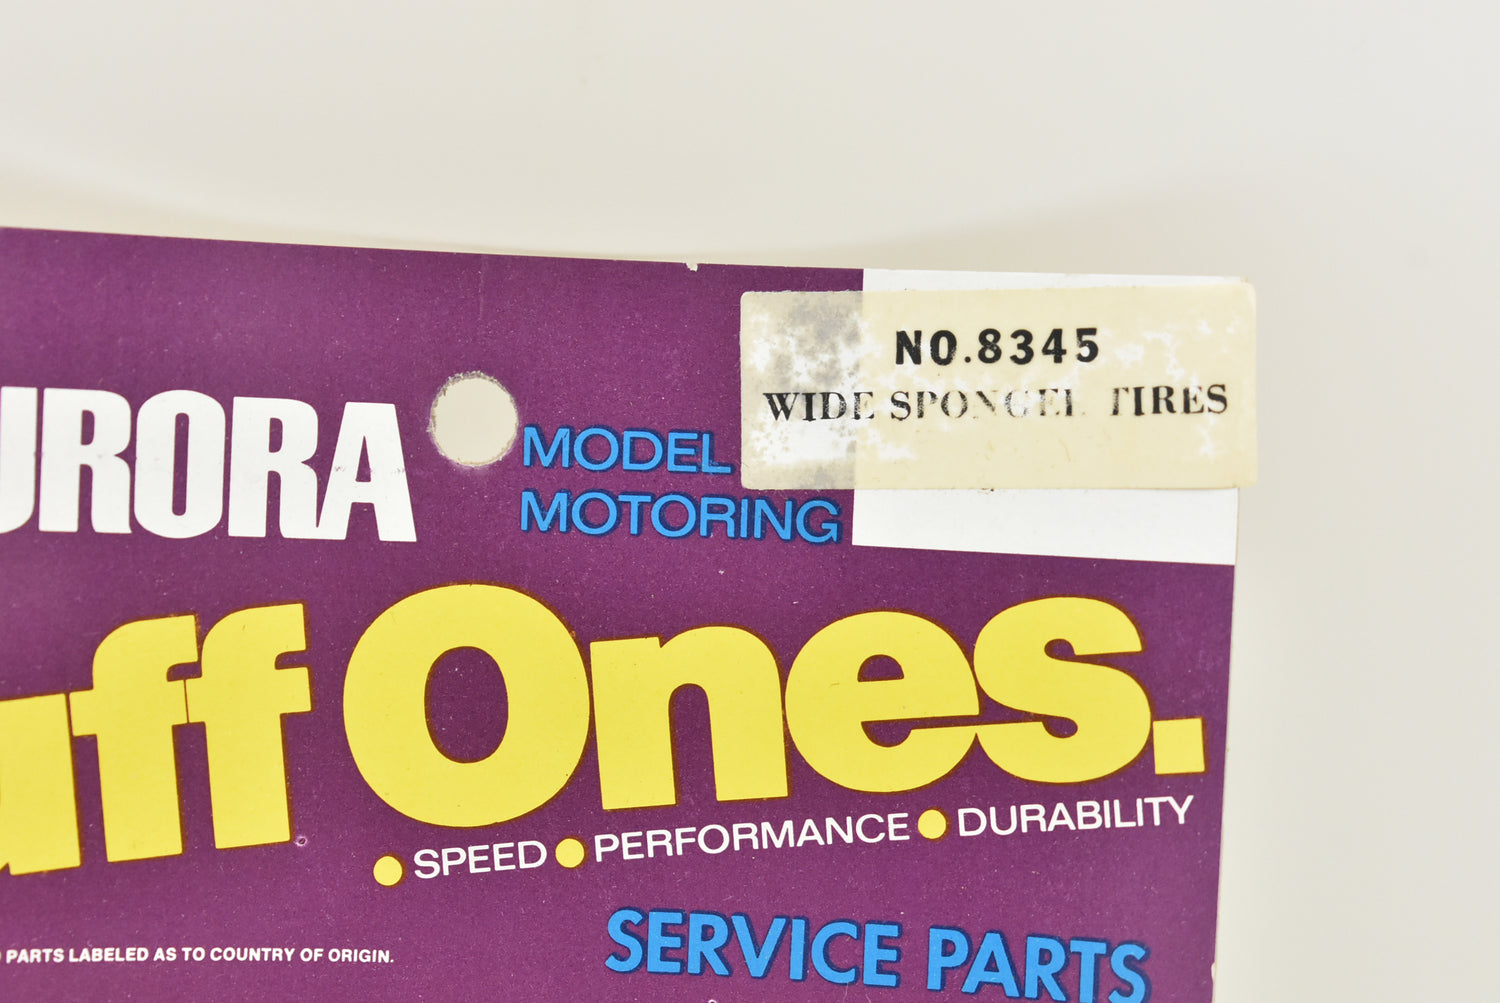 NO.8345
WIDE SPONGEL TIRES
URORA
MODEL
MOTORING
uff Ones.
• SPEED • PERFORMANCE • DURABILITY
PARTS LABELED AS TO COUNTRY OF ORIGIN.
SERVICE PARTS